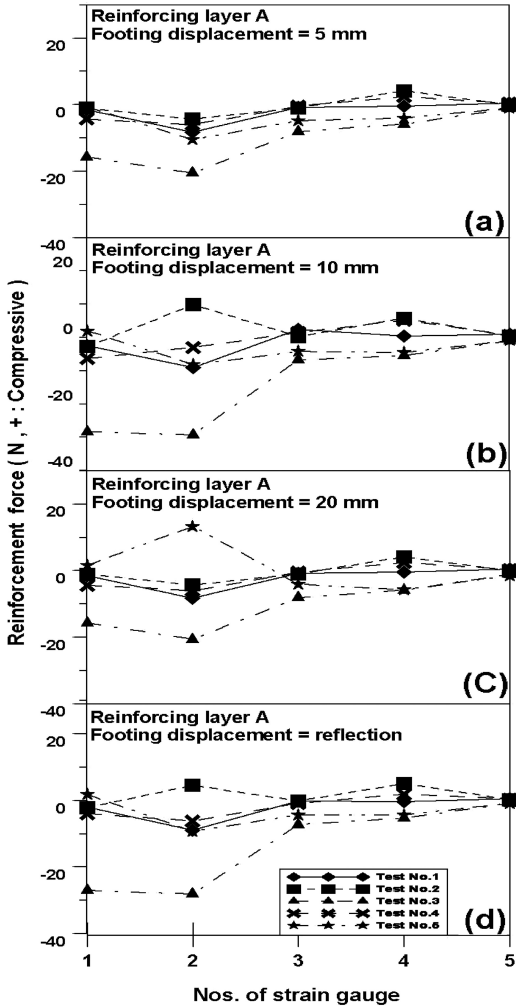 Reinforcing layer A
Footing displacement = 5 mm
20
0
-20
(a)
-40
Reinforcing layer A
Footing displacement = 10 mm
20
0
-20
(b)
-40
Reinforcing layer A
Footing displacement = 20 mm
20
0
-20
(C)
-40
Reinforcing layer A
Footing displacement = reflection
20
0
-20
Test No.1
Test No.2
Test No.3
Test No.4
Test No.5
(d)
-40
1 2 3 4 5
Nos. of strain gauge
Reinforcement force ( N , + : Compressive )